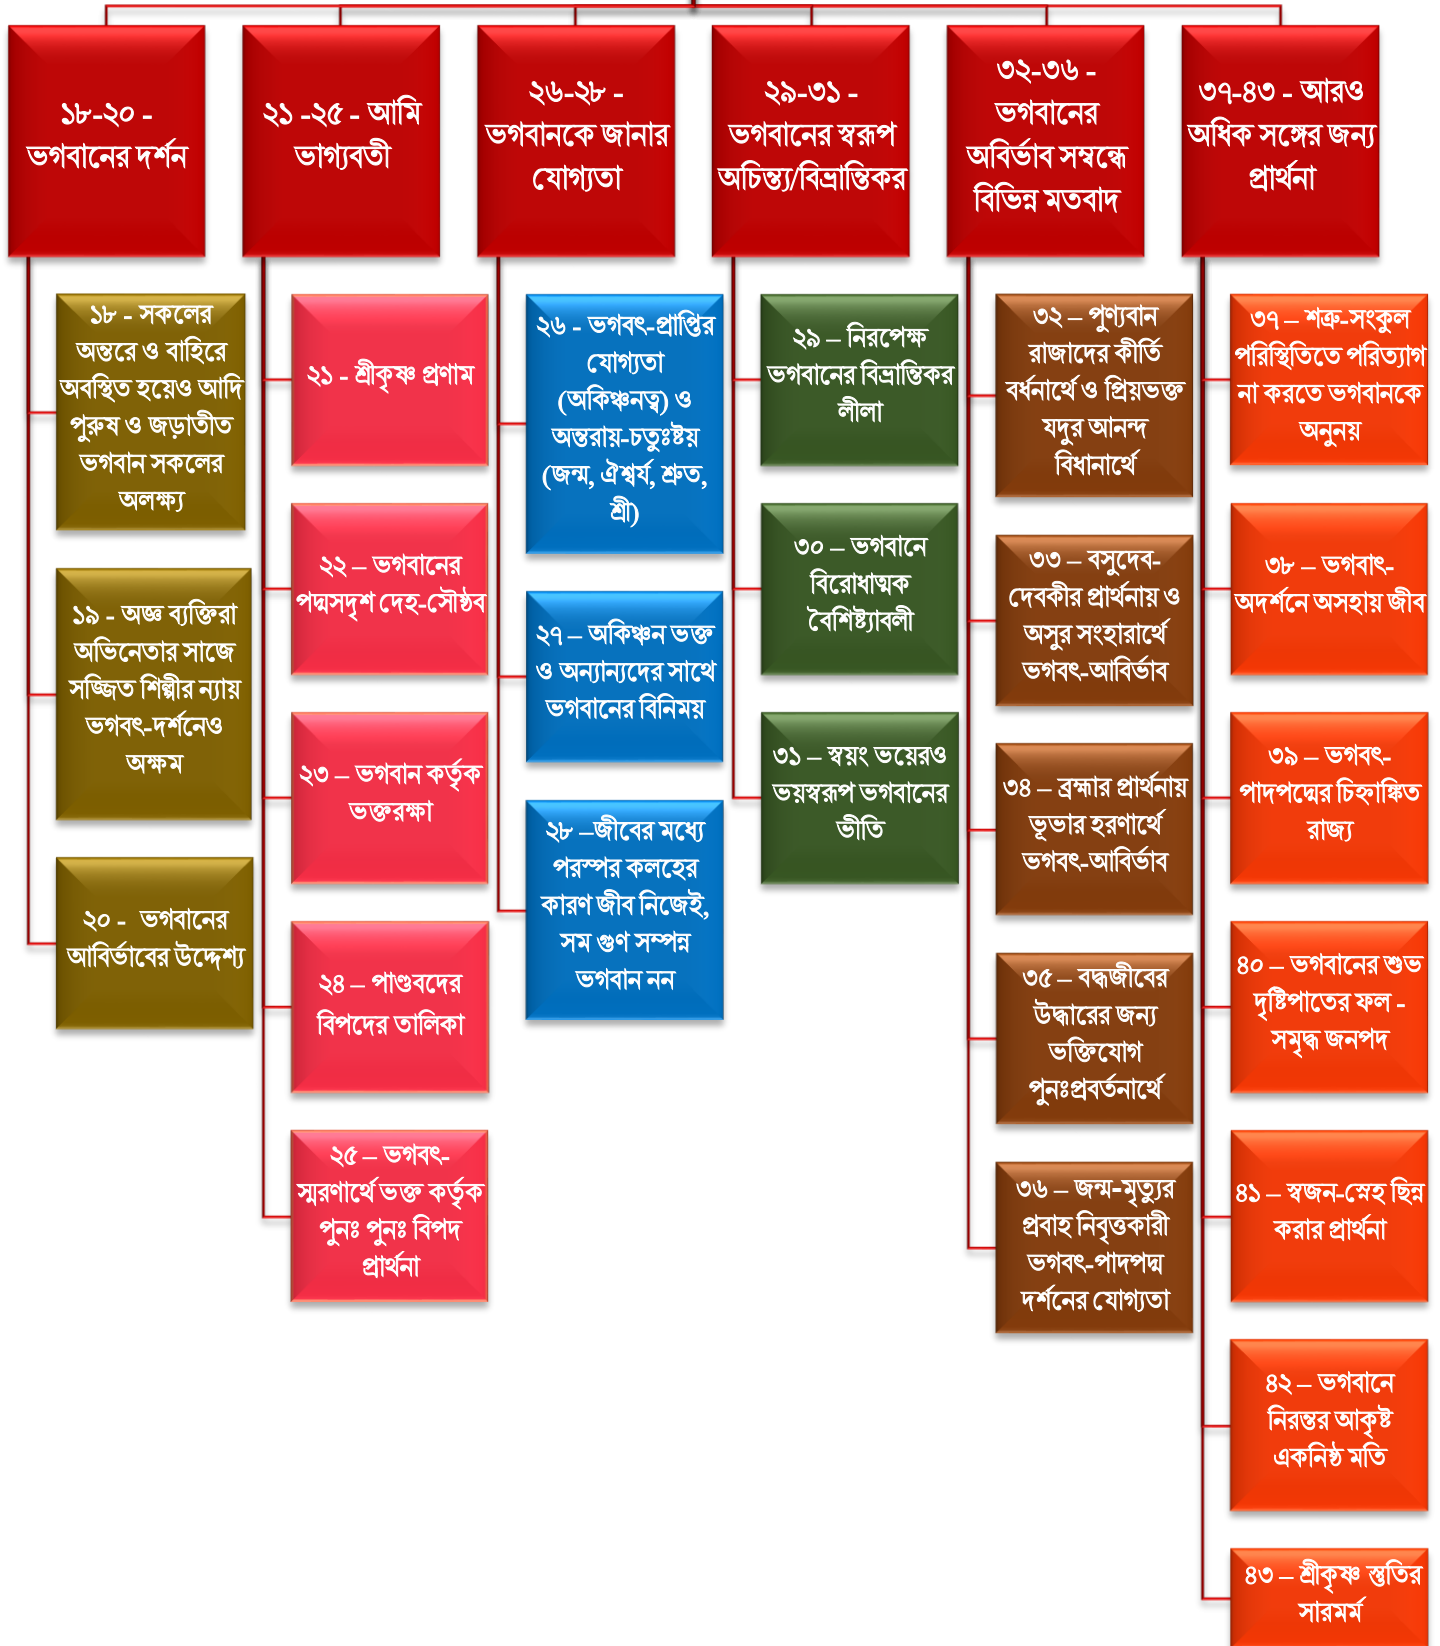 ১৮-২০ -
ভগবানের দর্শন
২১ -২৫ - আমি
ভাগ্যবতী
২৬-২৮ -
ভগবানকে জানার
যোগ্যতা
২৯-৩১ -
ভগবানের স্বরূপ
অচিন্ত্য/বিভ্রান্তিকর
৩২-৩৬ -
ভগবানের
অবির্ভাব সম্বন্ধে
বিভিন্ন মতবাদ
৩৭-৪৩ - আরও
অধিক সঙ্গের জন্য
প্রার্থনা
১৮ - সকলের
অন্তরে ও বাহিরে
অবস্থিত হয়েও আদি
পুরুষ ও জড়াতীত
ভগবান সকলের
অলক্ষ্য
১৯ - অজ্ঞ ব্যক্তিরা
অভিনেতার সাজে
সজ্জিত শিল্পীর ন্যায়
ভগবৎ-দর্শনেও
অক্ষম
২০ - ভগবানের
আবির্ভাবের উদ্দেশ্য
২১ - শ্রীকৃষ্ণ প্রণাম
২২ – ভগবানের
পদ্মসদৃশ দেহ-সৌষ্ঠব
২৩ – ভগবান কর্তৃক
ভক্তরক্ষা
২৪ – পাণ্ডবদের
বিপদের তালিকা
২৫ – ভগবৎ-
স্মরণার্থে ভক্ত কর্তৃক
পুনঃ পুনঃ বিপদ
প্রার্থনা
২৬ - ভগবৎ-প্রাপ্তির
যোগ্যতা
(অকিঞ্চনত্ব) ও
অন্তরায়-চতুঃষ্টয়
(জন্ম, ঐশ্বর্য, শ্রুত,
শ্রী)
২৭ – অকিঞ্চন ভক্ত
ও অন্যান্যদের সাথে
ভগবানের বিনিময়
২৮ –জীবের মধ্যে
পরস্পর কলহের
কারণ জীব নিজেই,
সম গুণ সম্পন্ন
ভগবান নন
২৯ – নিরপেক্ষ
ভগবানের বিভ্রান্তিকর
লীলা
৩০ – ভগবানে
বিরোধাত্মক
বৈশিষ্ট্যাবলী
৩১ – স্বয়ং ভয়েরও
ভয়স্বরূপ ভগবানের
ভীতি
৩২ – পুণ্যবান
রাজাদের কীর্তি
বর্ধনার্থে ও প্রিয়ভক্ত
যদুর আনন্দ
বিধানার্থে
৩৩ – বসুদেব-
দেবকীর প্রার্থনায় ও
অসুর সংহারার্থে
ভগবৎ-আবির্ভাব
৩৪ – ব্রহ্মার প্রার্থনায়
ভূভার হরণার্থে
ভগবৎ-আবির্ভাব
৩৫ – বদ্ধজীবের
উদ্ধারের জন্য
ভক্তিযোগ
পুনঃপ্রবর্তনার্থে
৩৬ – জন্ম-মৃত্যুর
প্রবাহ নিবৃত্তকারী
ভগবৎ-পাদপদ্ম
দর্শনের যোগ্যতা
৩৭ – শত্রু-সংকুল
পরিস্থিতিতে পরিত্যাগ
না করতে ভগবানকে
অনুনয়
৩৮ – ভগবাৎ-
অদর্শনে অসহায় জীব
৩৯ – ভগবৎ-
পাদপদ্মের চিহ্নাঙ্কিত
রাজ্য
৪০ – ভগবানের শুভ
দৃষ্টিপাতের ফল -
সমৃদ্ধ জনপদ
৪১ – স্বজন-স্নেহ ছিন্ন
করার প্রার্থনা
৪২ – ভগবানে
নিরন্তর আকৃষ্ট
একনিষ্ঠ মতি
৪৩ – শ্রীকৃষ্ণ স্তুতির
সারমর্ম